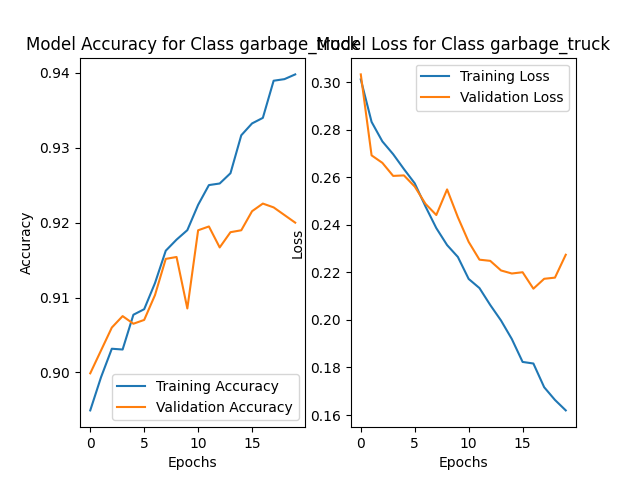 Model Accuracy for Class garbage_truck
Model Loss for Class garbage_truck
0.94
0.93
0.92
0.91
0.90
Accuracy
0
5
10
15
Epochs
Training Accuracy
Validation Accuracy
0.30
0.28
0.26
0.24
0.22
0.20
0.18
0.16
Loss
0
5
10
15
Epochs
Training Loss
Validation Loss